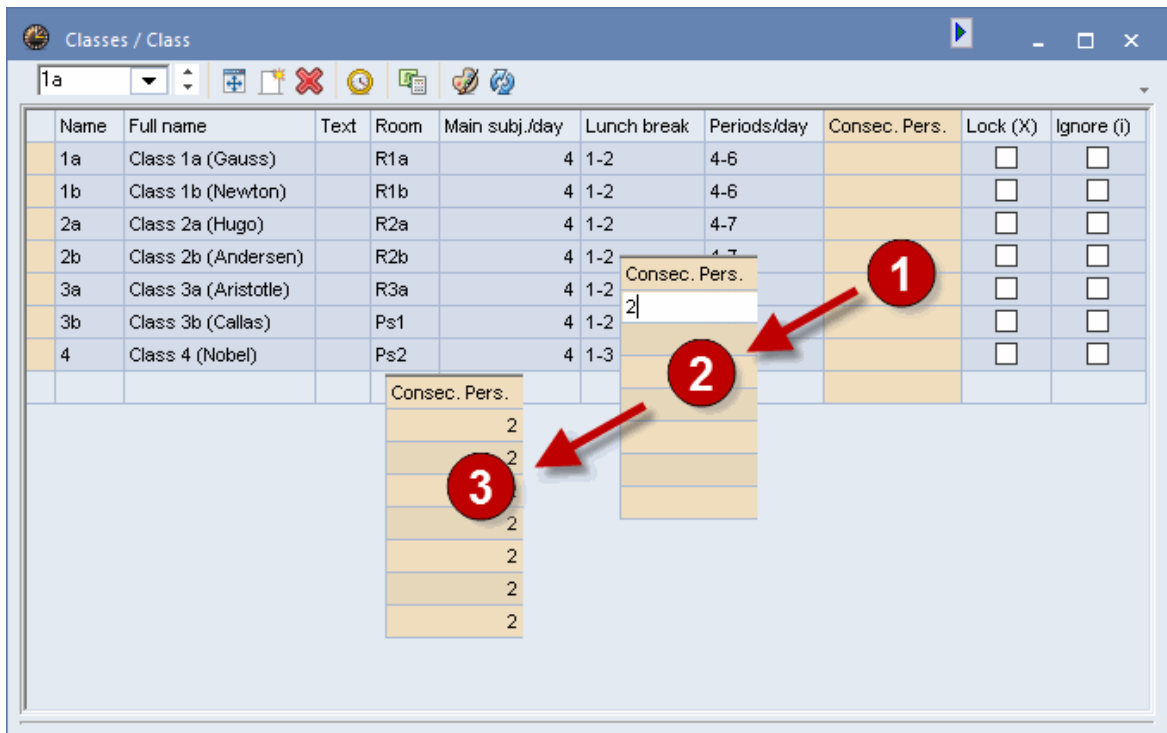 Classes / Class
1a
Name Full name Text Room Main subj./day Lunch break Periods/day Consec. Pers. Lock (X) Ignore (i)
1a Class 1a (Gauss) R1a 4 1-2 4-6
1b Class 1b (Newton) R1b 4 1-2 4-6
2a Class 2a (Hugo) R2a 4 1-2 4-7
2b Class 2b (Andersen) R2b 4 1-2
3a Class 3a (Aristotle) R3a 4 1-2
3b Class 3b (Callas) Ps1 4 1-2
4 Class 4 (Nobel) Ps2 4 1-3
1
Consec. Pers.
2
2
Consec. Pers.
2
2
3
2
2
2
2